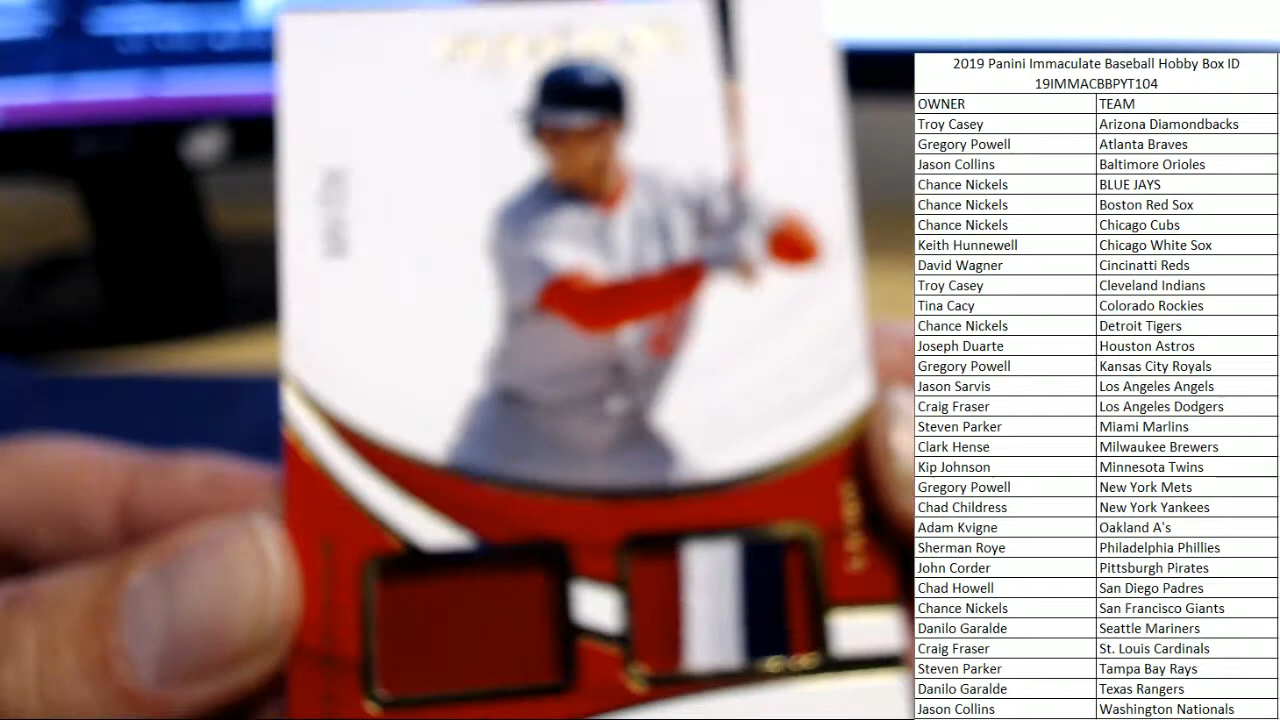 2019 Panini Immaculate Baseball Hobby Box ID
19IMMACBBPYT104
OWNER TEAM
Troy Casey Arizona Diamondbacks
Gregory Powell Atlanta Braves
Jason Collins Baltimore Orioles
Chance Nickels BLUE JAYS
Chance Nickels Boston Red Sox
Chance Nickels Chicago Cubs
Keith Hunnewell Chicago White Sox
David Wagner Cincinatti Reds
Troy Casey Cleveland Indians
Tina Cacy Colorado Rockies
Chance Nickels Detroit Tigers
Joseph Duarte Houston Astros
Gregory Powell Kansas City Royals
Jason Sarvis Los Angeles Angels
Craig Fraser Los Angeles Dodgers
Steven Parker Miami Marlins
Clark Hense Milwaukee Brewers
Kip Johnson Minnesota Twins
Gregory Powell New York Mets
Chad Childress New York Yankees
Adam Kvigne Oakland A's
Sherman Roye Philadelphia Phillies
John Corder Pittsburgh Pirates
Chad Howell San Diego Padres
Chance Nickels San Francisco Giants
Danilo Garalde Seattle Mariners
Craig Fraser St. Louis Cardinals
Steven Parker Tampa Bay Rays
Danilo Garalde Texas Rangers
Jason Collins Washington Nationals